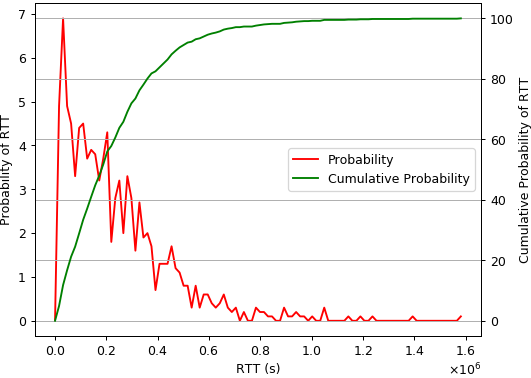 7
6
5
4
3
2
1
0
Probability of RTT
100
80
60
40
20
0
Cumulative Probability of RTT
Probability
Cumulative Probability
0.0 0.2 0.4 0.6 0.8 1.0 1.2 1.4 1.6
RTT (s)
×10⁶